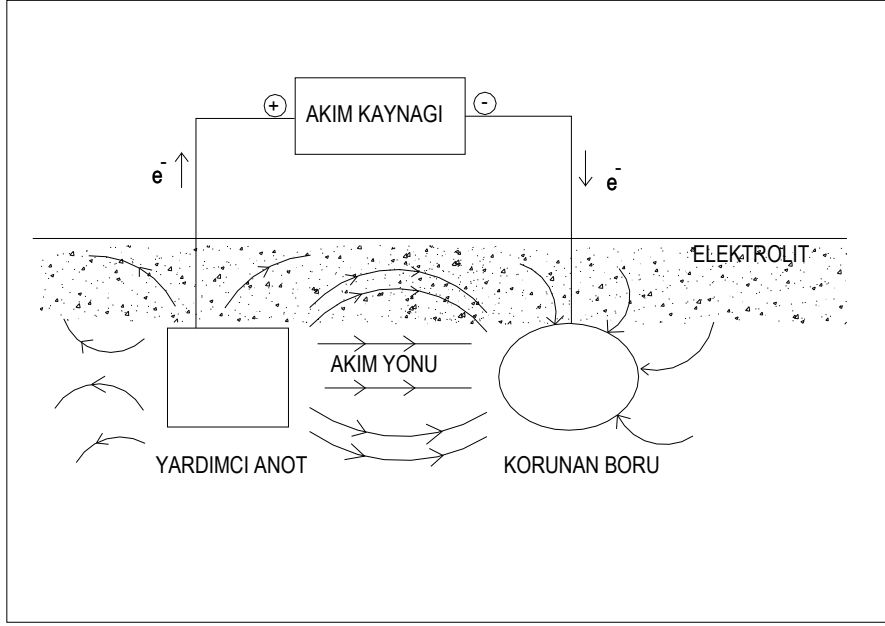 +
AKIM KAYNAGI
-
e-
e-
ELEKTROLIT
AKIM YONU
YARDIMCI ANOT
KORUNAN BORU